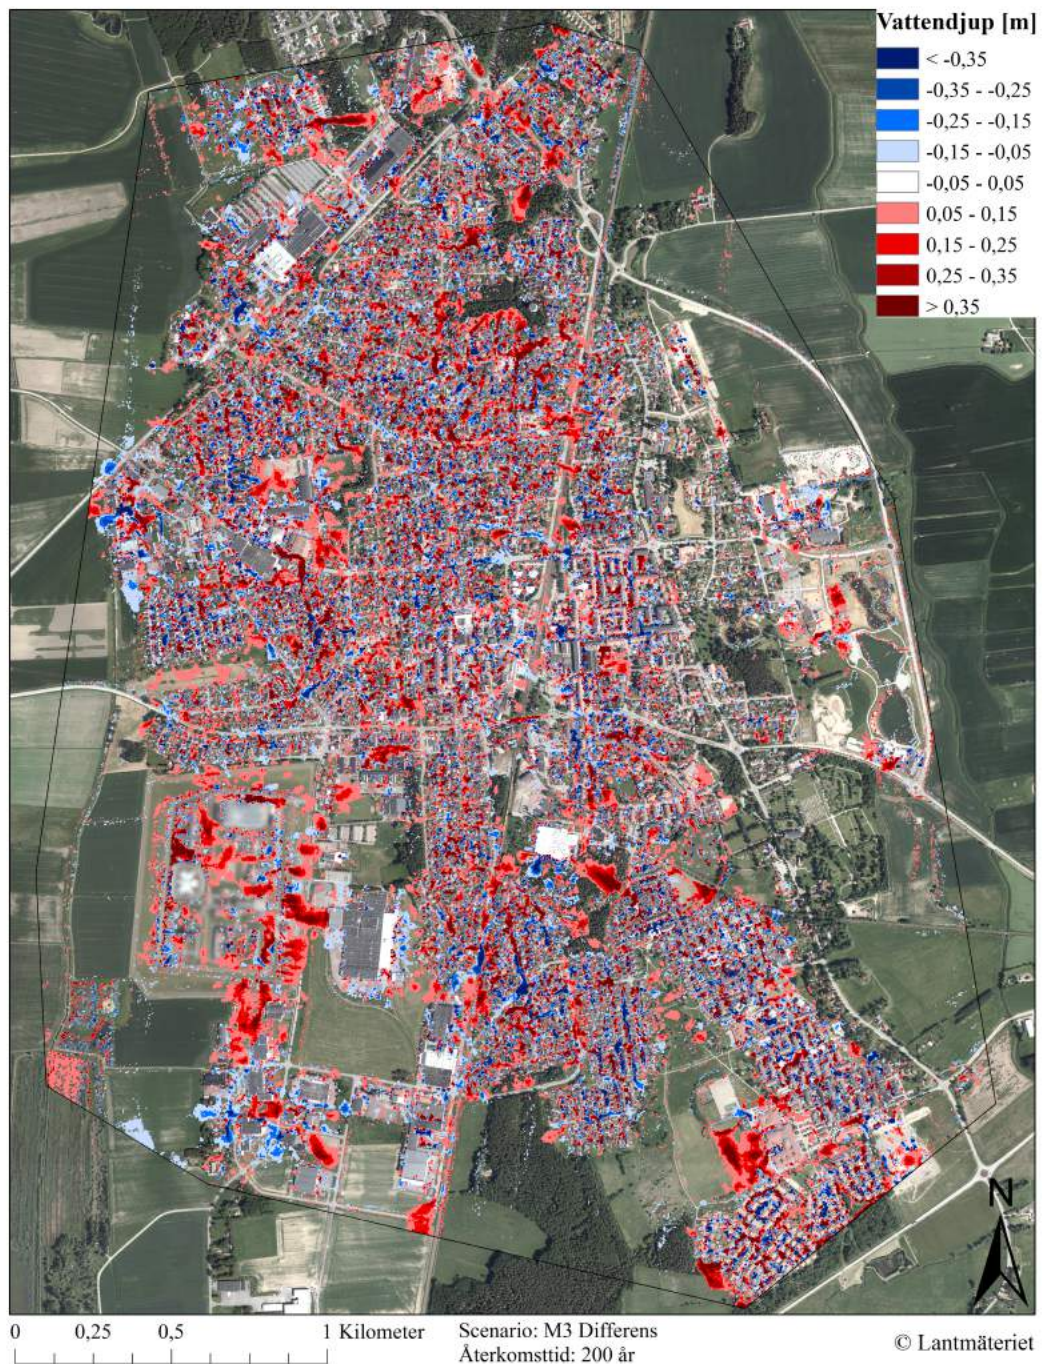 Vattendjup [m]
< -0,35
-0,35 - -0,25
-0,25 - -0,15
-0,15 - -0,05
-0,05 - 0,05
0,05 - 0,15
0,15 - 0,25
0,25 - 0,35
> 0,35
N
0 0,25 0,5 1 Kilometer
Scenario: M3 Differens
Återkomsttid: 200 år
© Lantmäteriet